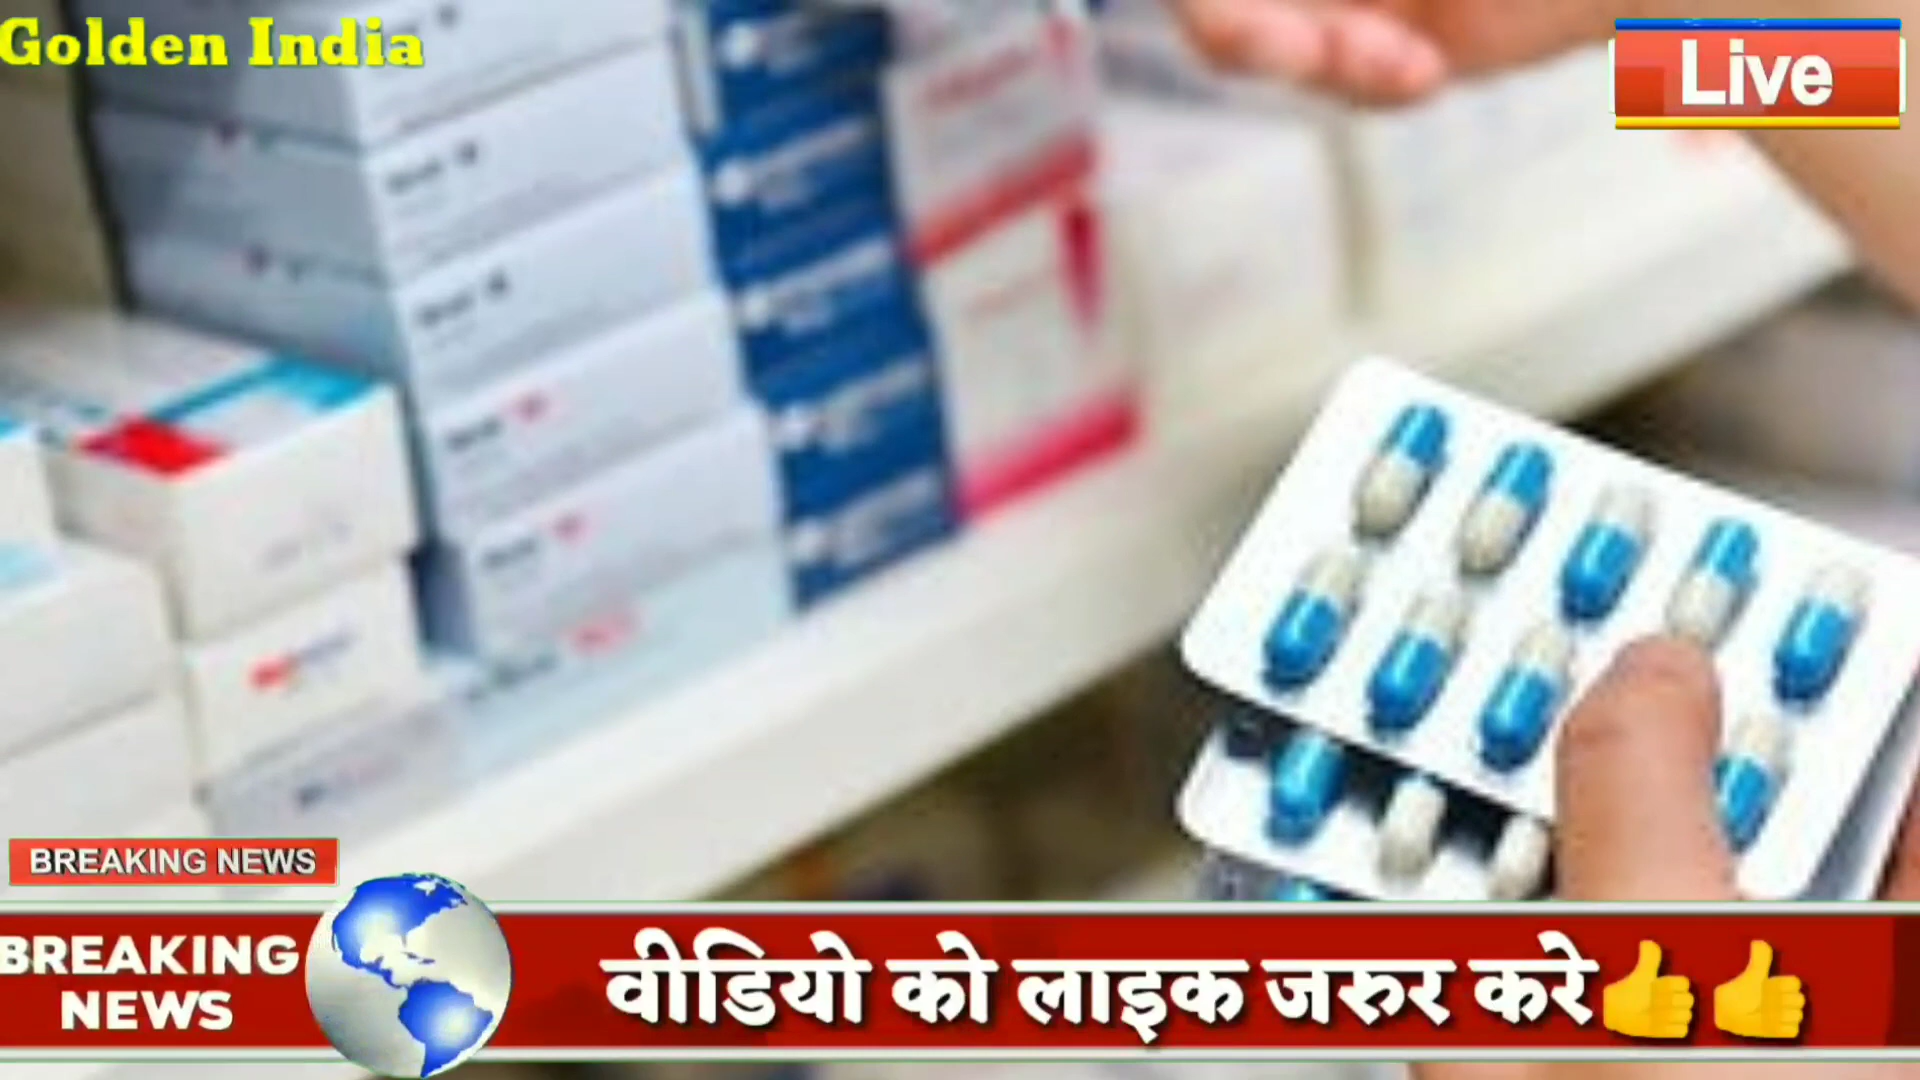 Golden India
Live
BREAKING NEWS
BREAKING
NEWS
वीडियो को लाइक जरुर करे👍👍